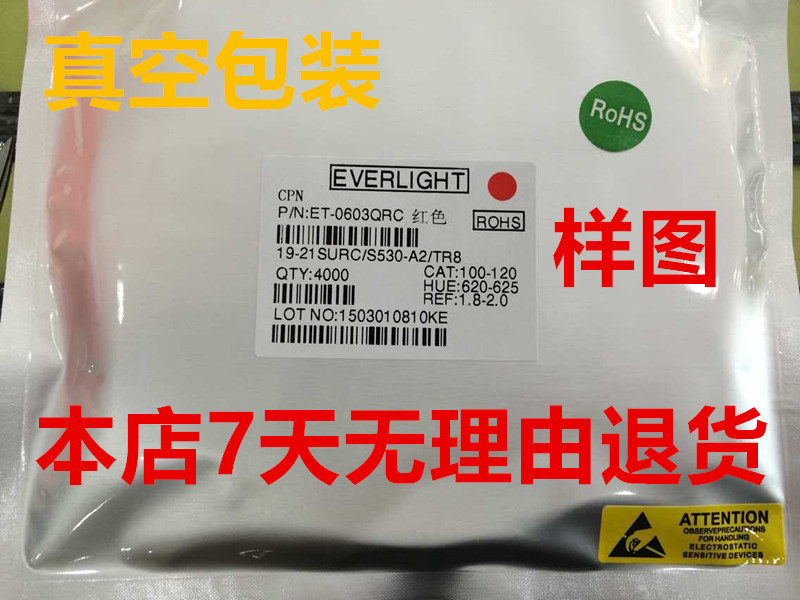 真空包装
RoHS
EVERLIGHT
CPN
P/N:ET-0603QRC 红色
ROHS
样图
19-21SURC/S530-A2/TR8
QTY:4000
CAT:100-120
HUE:620-625
REF:1.8-2.0
LOT NO:1503010810KE
本店7天无理由退货
ATTENTION
OBSERVEPRECAUTIONS
FOR HANDLING
ELECTROSTATIC
SENSITIVE DEVICES